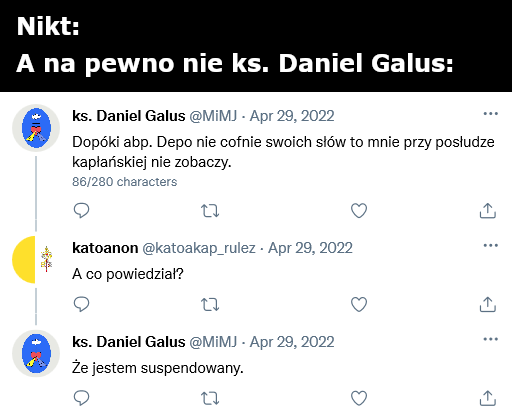 Nikt:
A na pewno nie ks. Daniel Galus:
ks. Daniel Galus @MiMJ · Apr 29, 2022
Dopóki abp. Depo nie cofnie swoich słów to mnie przy posłudze
kapłańskiej nie zobaczy.
86/280 characters
katoanon @katoakap_rulez · Apr 29, 2022
A co powiedział?
ks. Daniel Galus @MiMJ · Apr 29, 2022
Że jestem suspendowany.